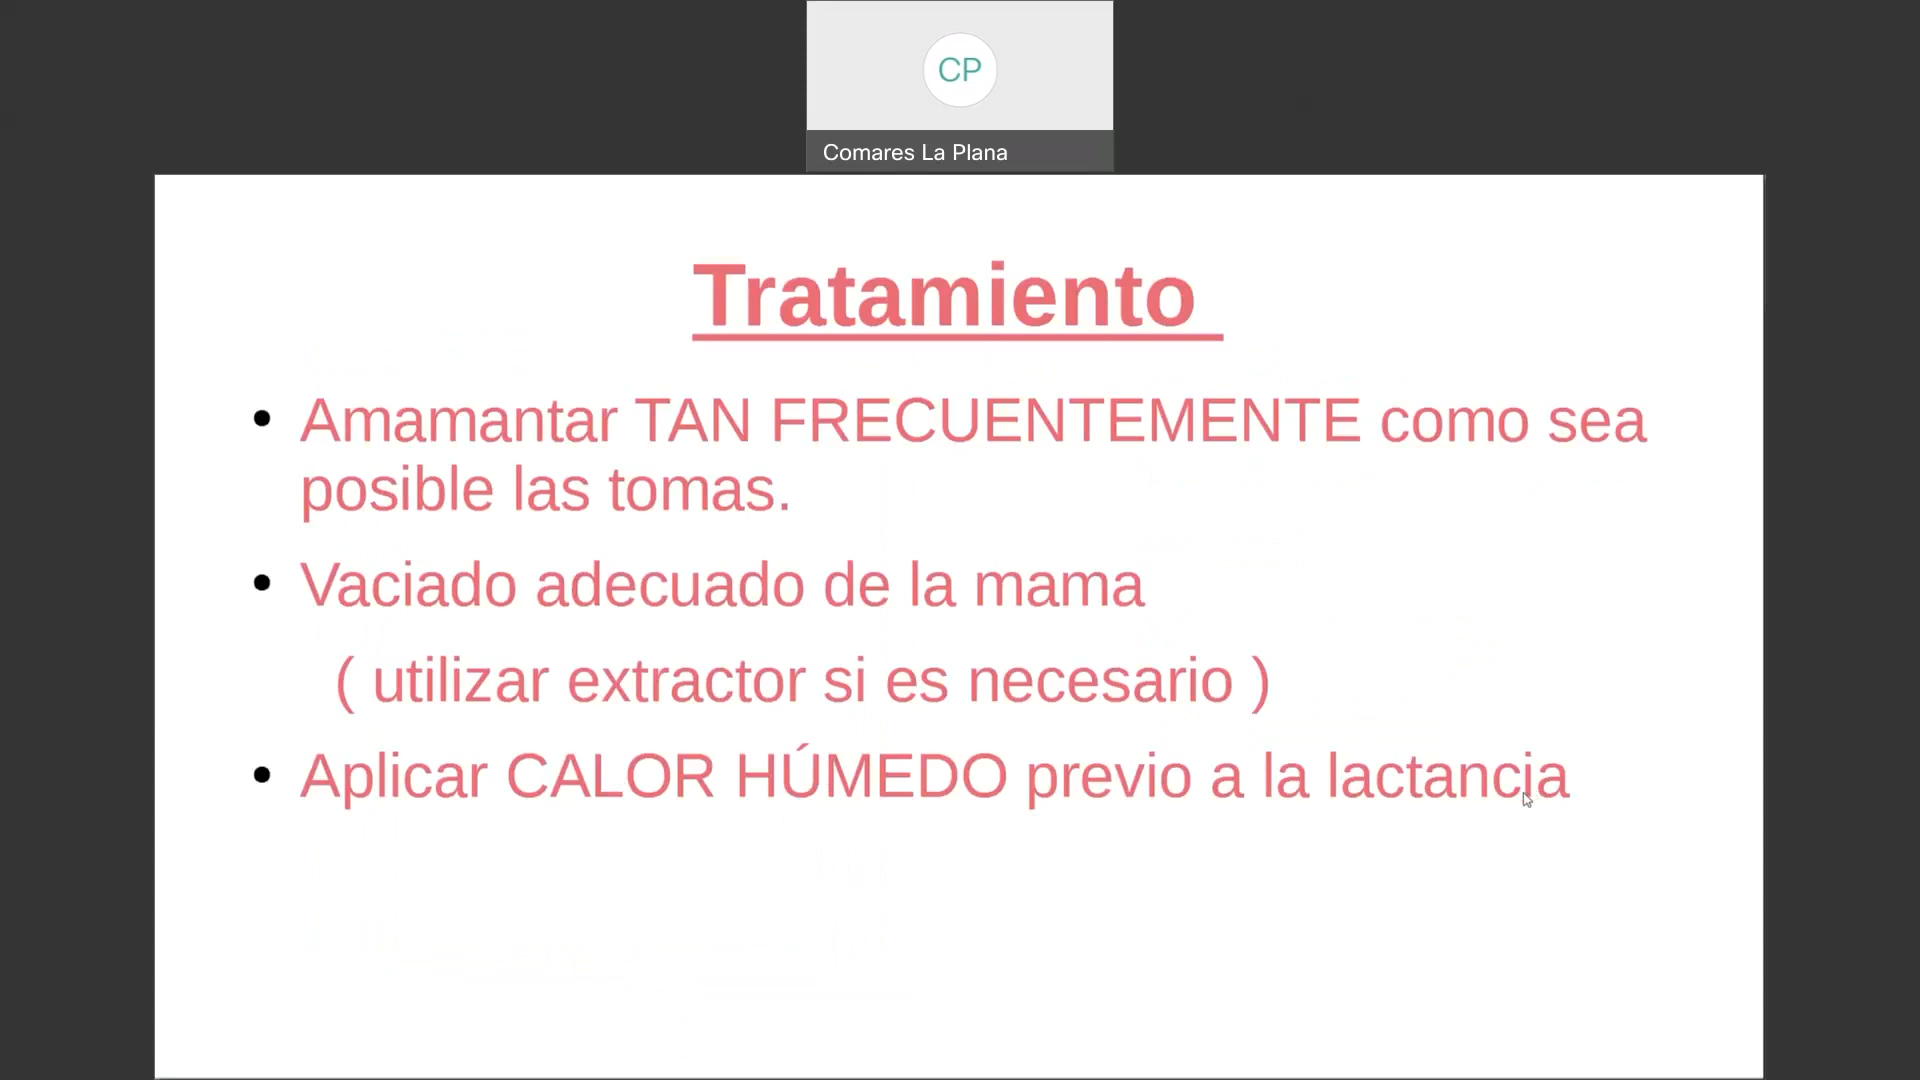 CP
Comares La Plana
Tratamiento
• Amamantar TAN FRECUENTEMENTE como sea
posible las tomas.
• Vaciado adecuado de la mama
( utilizar extractor si es necesario )
• Aplicar CALOR HÚMEDO previo a la lactancia